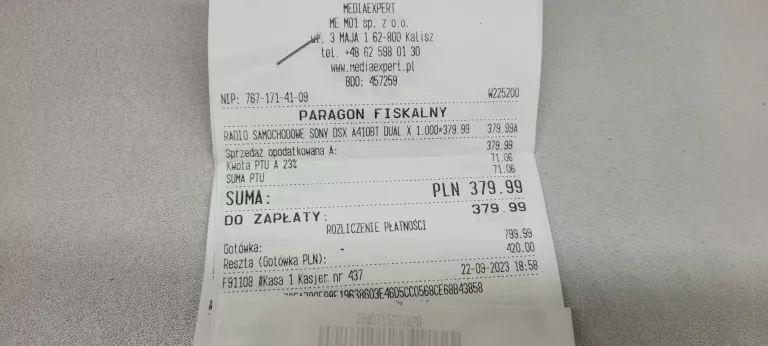 MEDIAEXPERT
ME M01 sp. z o.o.
3 MAJA 1 62-800 Kalisz
tel. +48 62 598 01 30
www.mediaexpert.pl
BDO: 457259
NIP: 767-171-41-09 W225200
PARAGON FISKALNY
RADIO SAMOCHODOWE SONY DSX A410BT DUAL X 1.000*379.99 379.99A
Sprzedaż opodatkowana A: 379.99
Kwota PTU A 23% 71.06
SUMA PTU 71.06
SUMA: PLN 379.99
DO ZAPŁATY: 379.99
ROZLICZENIE PŁATNOŚCI
Gotówka: 799.99
Reszta (Gotówka PLN): 420.00
F91108 #Kasa 1 Kasjer nr 437 22-09-2023 18:58